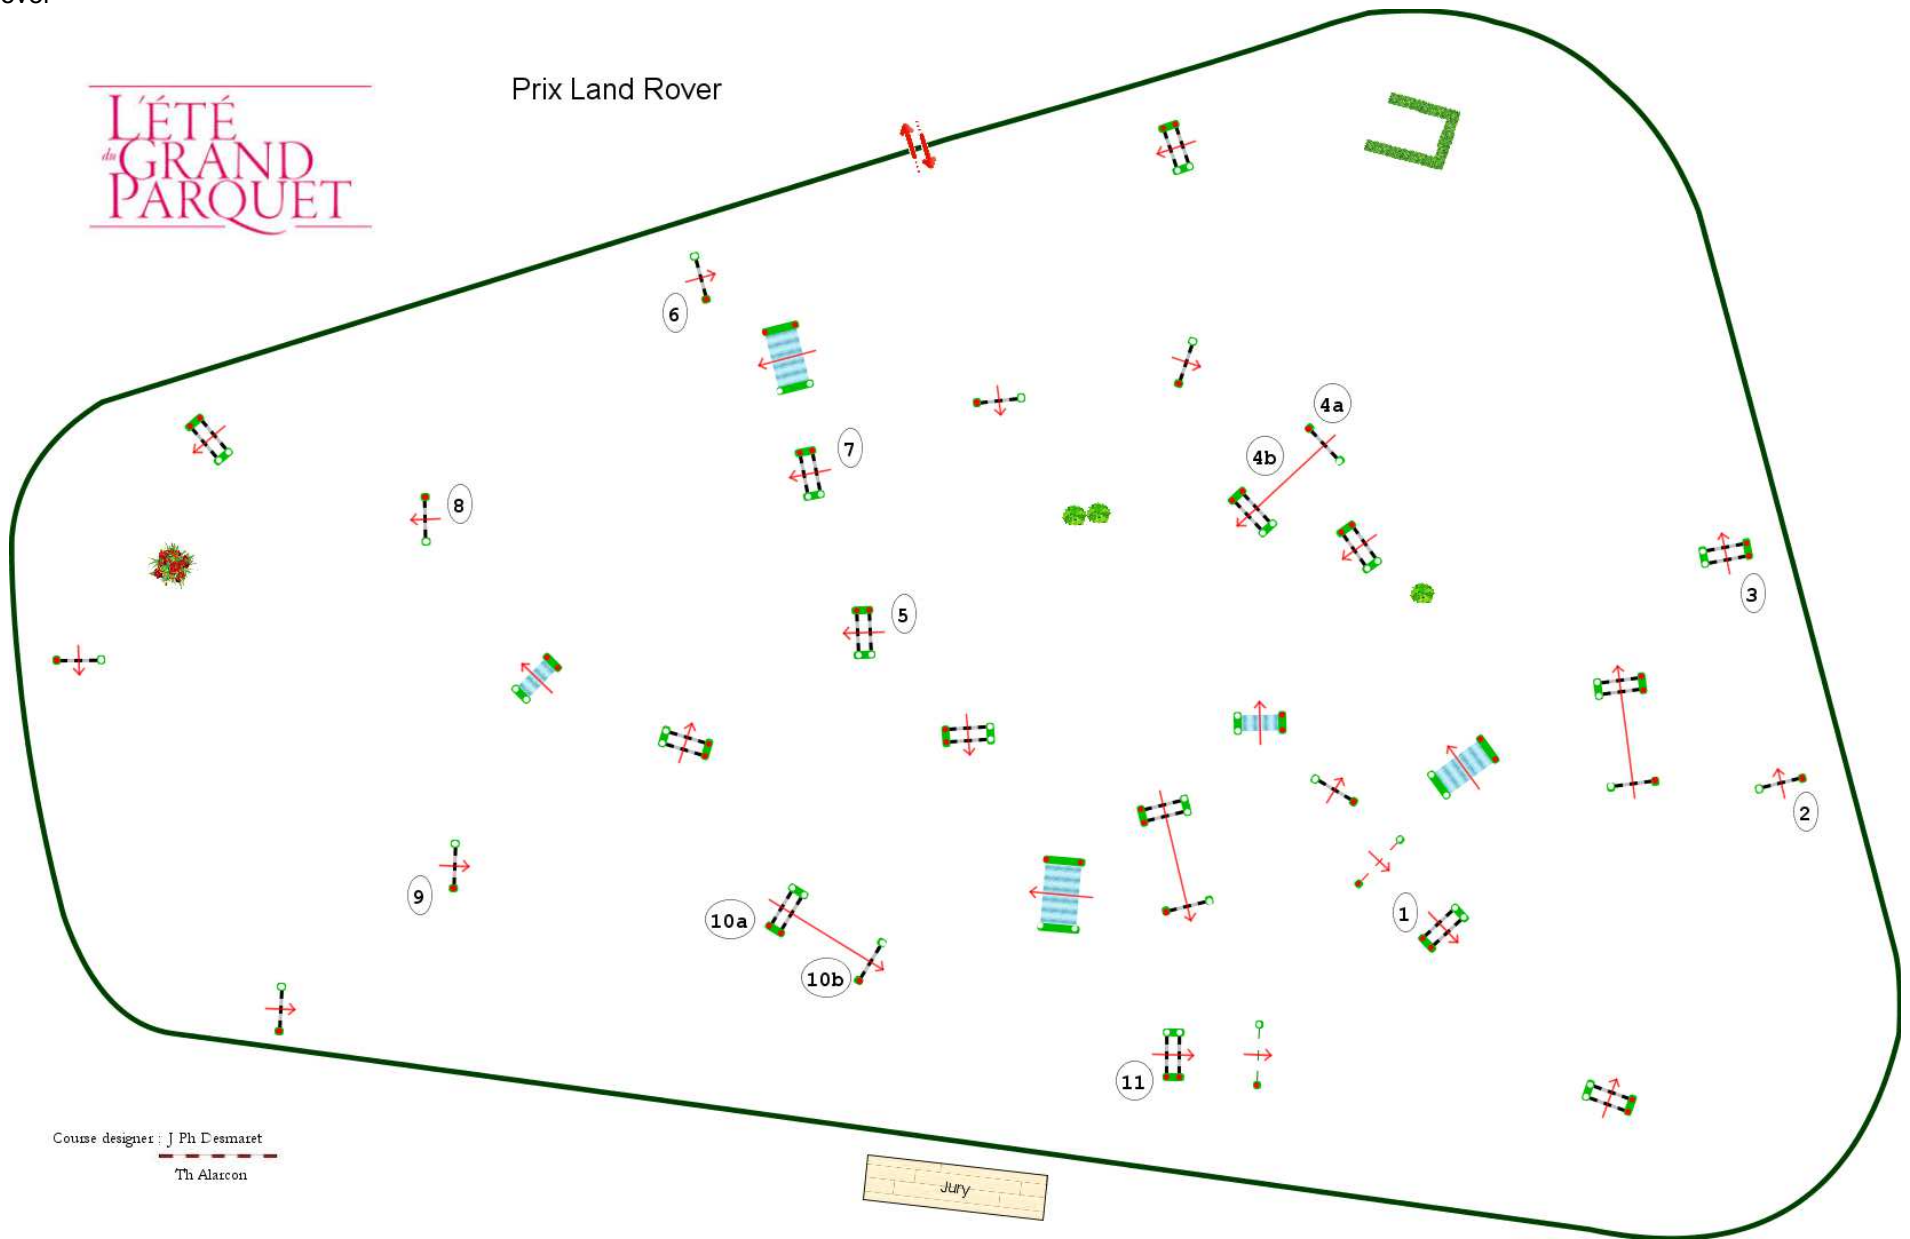 over
Prix Land Rover
L'ÉTÉ
du GRAND
PARQUET
6
4a
4b
7
8
5
3
2
9
1
10a
10b
11
Course designer : J Ph Desmaret
Th Alarcon
Jury